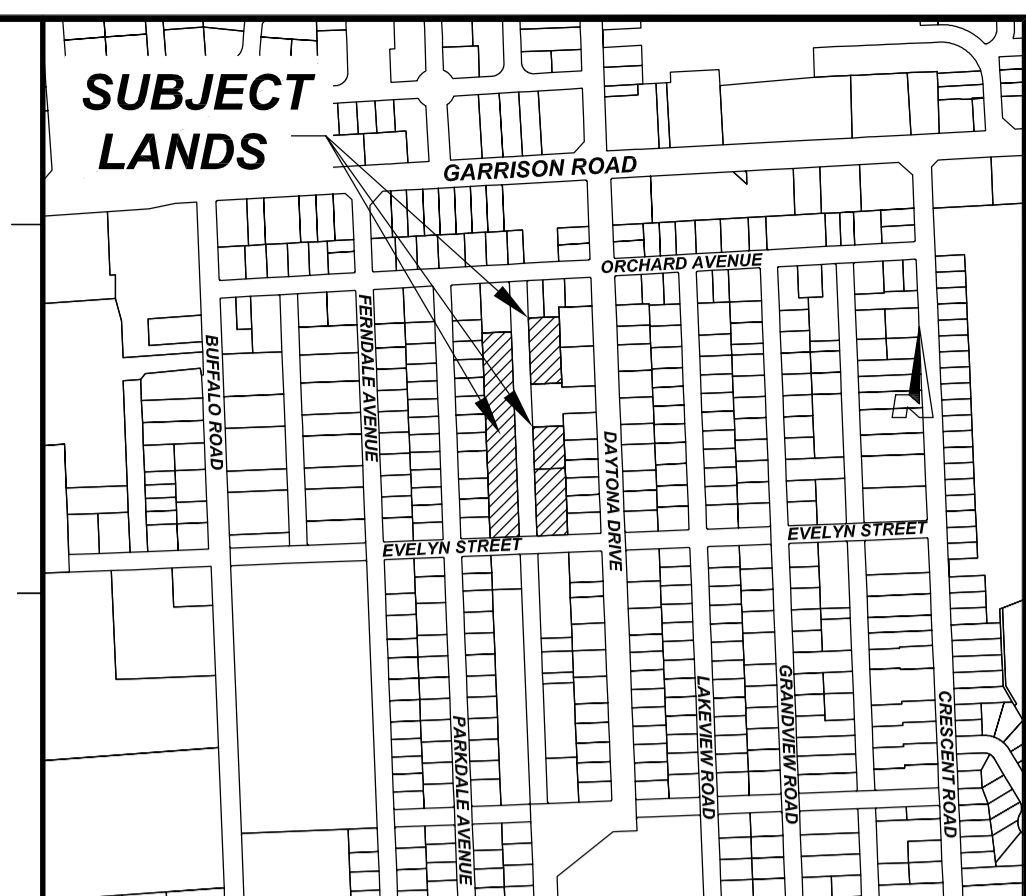 SUBJECT
LANDS
GARRISON ROAD
ORCHARD AVENUE
FERNDALE AVENUE
BUFFALO ROAD
DAYTONA DRIVE
EVELYN STREET
EVELYN STREET
LAKEVIEW ROAD
GRANDVIEW ROAD
CRESCENT ROAD
PARKDALE AVENUE